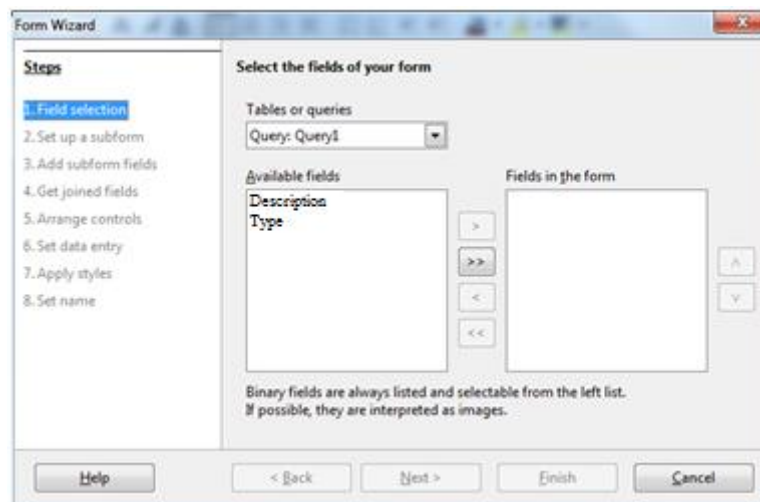 Form Wizard
Steps
1. Field selection
2. Set up a subform
3. Add subform fields
4. Get joined fields
5. Arrange controls
6. Set data entry
7. Apply styles
8. Set name
Select the fields of your form
Tables or queries
Query: Query1
Available fields
Fields in the form
Description
Type
>
>>
<
<<
Binary fields are always listed and selectable from the left list.
If possible, they are interpreted as images.
Help
< Back
Next >
Finish
Cancel